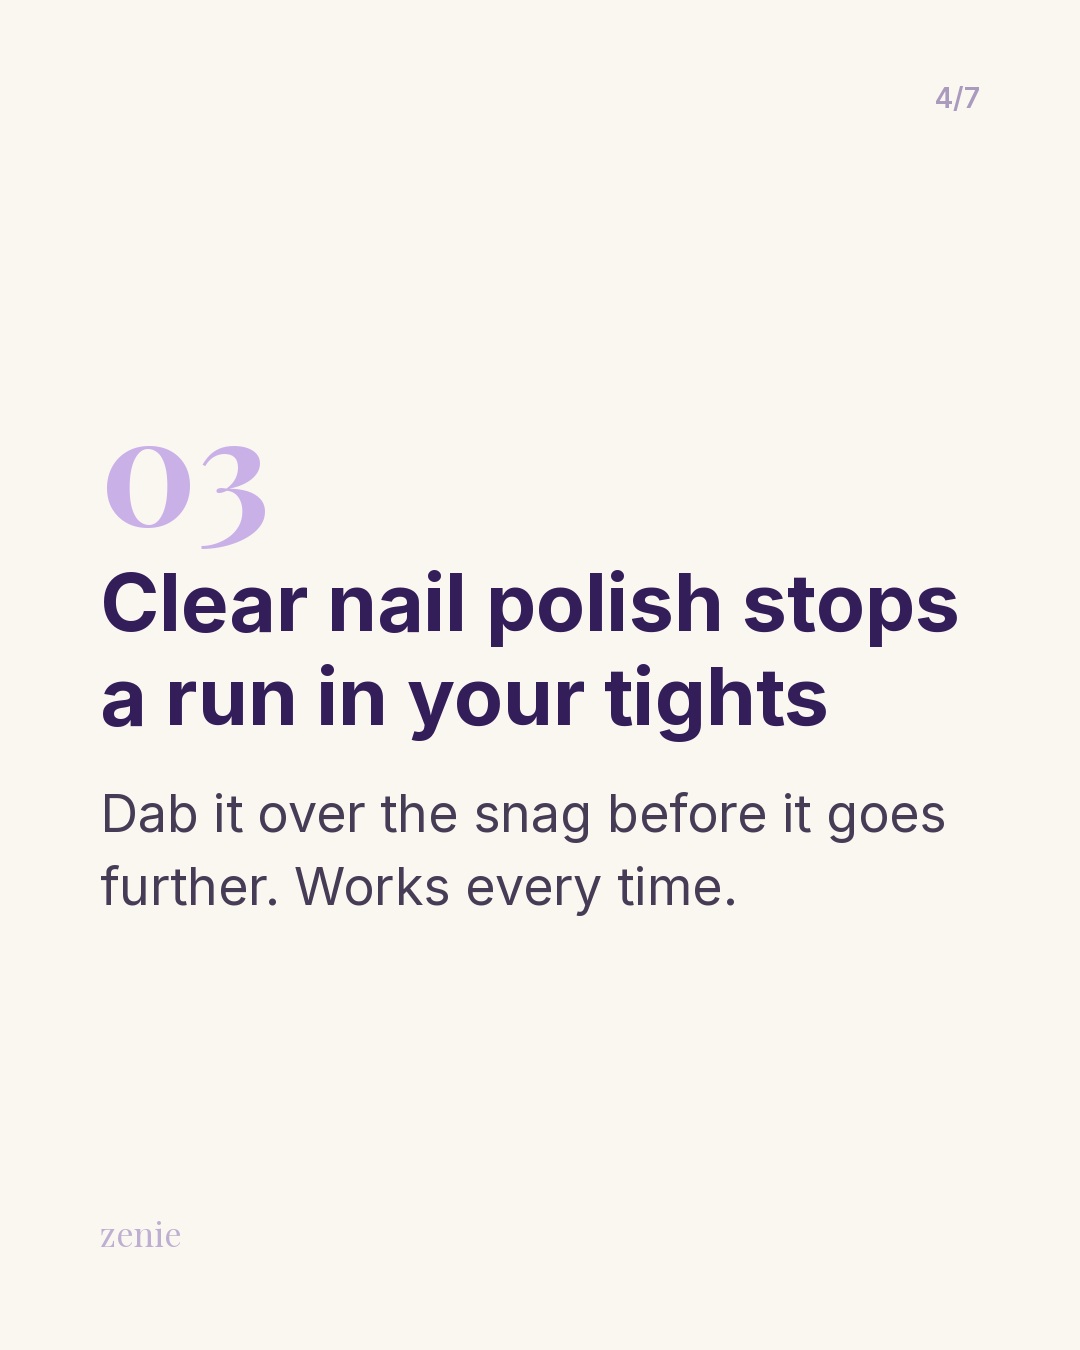 4/7
03
Clear nail polish stops
a run in your tights
Dab it over the snag before it goes
further. Works every time.
zenie